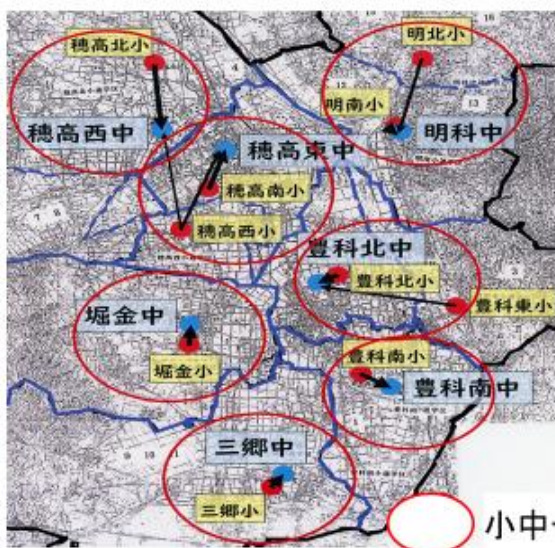 穂高北小
明北小
明南小
穂高西中
穂高東中
明科中
穂高南小
穂高西小
豊科北中
豊科北小
堀金中
豊科東小
堀金小
豊科南小
豊科南中
三郷中
三郷小
小中